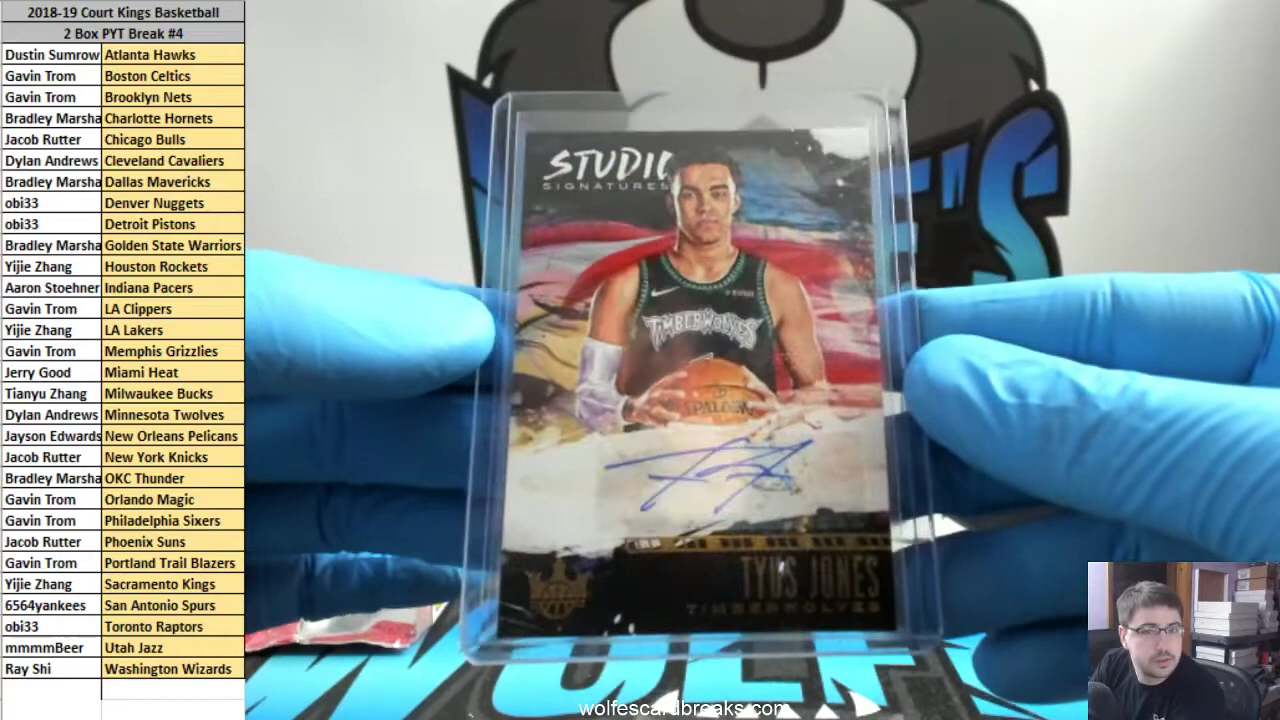 2018-19 Court Kings Basketball
2 Box PYT Break #4
Dustin Sumrow Atlanta Hawks
Gavin Trom Boston Celtics
Gavin Trom Brooklyn Nets
Bradley Marsha Charlotte Hornets
Jacob Rutter Chicago Bulls
Dylan Andrews Cleveland Cavaliers
Bradley Marsha Dallas Mavericks
obi33 Denver Nuggets
obi33 Detroit Pistons
Bradley Marsha Golden State Warriors
Yijie Zhang Houston Rockets
Aaron Stoehner Indiana Pacers
Gavin Trom LA Clippers
Yijie Zhang LA Lakers
Gavin Trom Memphis Grizzlies
Jerry Good Miami Heat
Tianyu Zhang Milwaukee Bucks
Dylan Andrews Minnesota Twolves
Jayson Edwards New Orleans Pelicans
Jacob Rutter New York Knicks
Bradley Marsha OKC Thunder
Gavin Trom Orlando Magic
Gavin Trom Philadelphia Sixers
Jacob Rutter Phoenix Suns
Gavin Trom Portland Trail Blazers
Yijie Zhang Sacramento Kings
6564yankees San Antonio Spurs
obi33 Toronto Raptors
mmmmBeer Utah Jazz
Ray Shi Washington Wizards
STUDIO
SIGNATURES
TIMBERWOLVES
SPALDING
TYUS JONES
TIMBERWOLVES
wolfescardbreaks.com